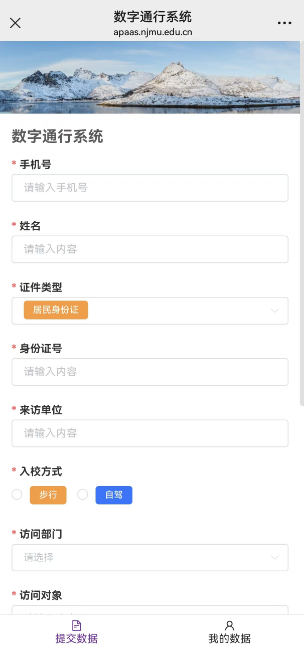 数字通行系统
apaas.njmu.edu.cn
数字通行系统
* 手机号
请输入手机号
* 姓名
请输入内容
* 证件类型
居民身份证
* 身份证号
请输入内容
* 来访单位
请输入内容
* 入校方式
步行 自驾
* 访问部门
请选择
* 访问对象
提交数据 我的数据